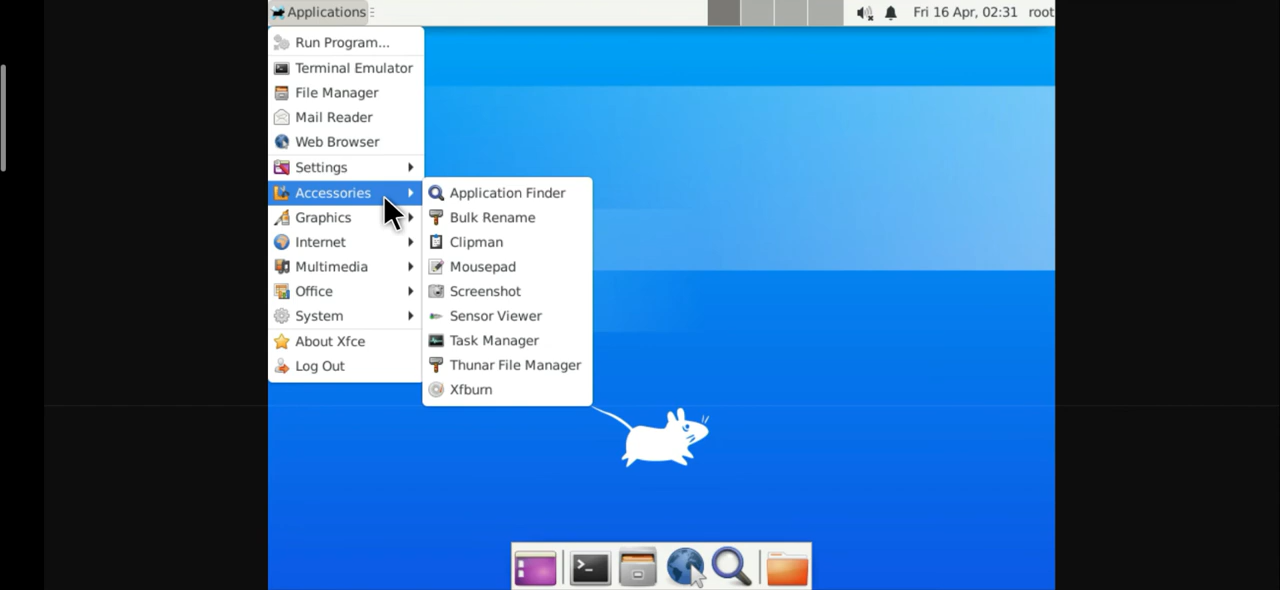 Applications
Fri 16 Apr, 02:31 root
Run Program...
Terminal Emulator
File Manager
Mail Reader
Web Browser
Settings
Accessories
Graphics
Internet
Multimedia
Office
System
About Xfce
Log Out
Application Finder
Bulk Rename
Clipman
Mousepad
Screenshot
Sensor Viewer
Task Manager
Thunar File Manager
Xfburn